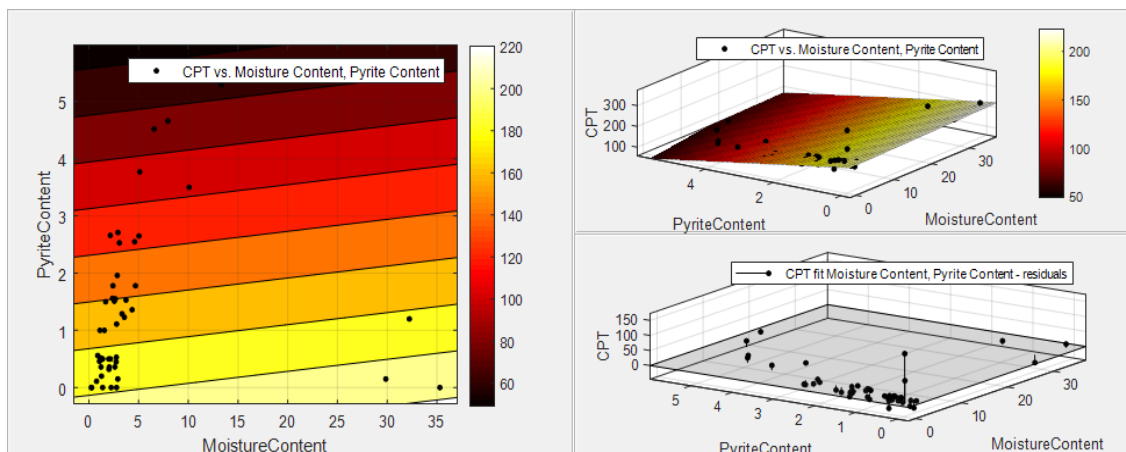 CPT vs. Moisture Content, Pyrite Content
PyriteContent
5
4
3
2
1
0
0 5 10 15 20 25 30 35
MoistureContent
220
200
180
160
140
120
100
80
60
CPT vs. Moisture Content, Pyrite Content
CPT
300
200
100
4 2 0
PyriteContent
0 10 20 30
MoistureContent
200
150
100
50
CPT fit Moisture Content, Pyrite Content - residuals
CPT
150
100
50
0
5 4 3 2 1 0
PyriteContent
0 10 20 30
MoistureContent